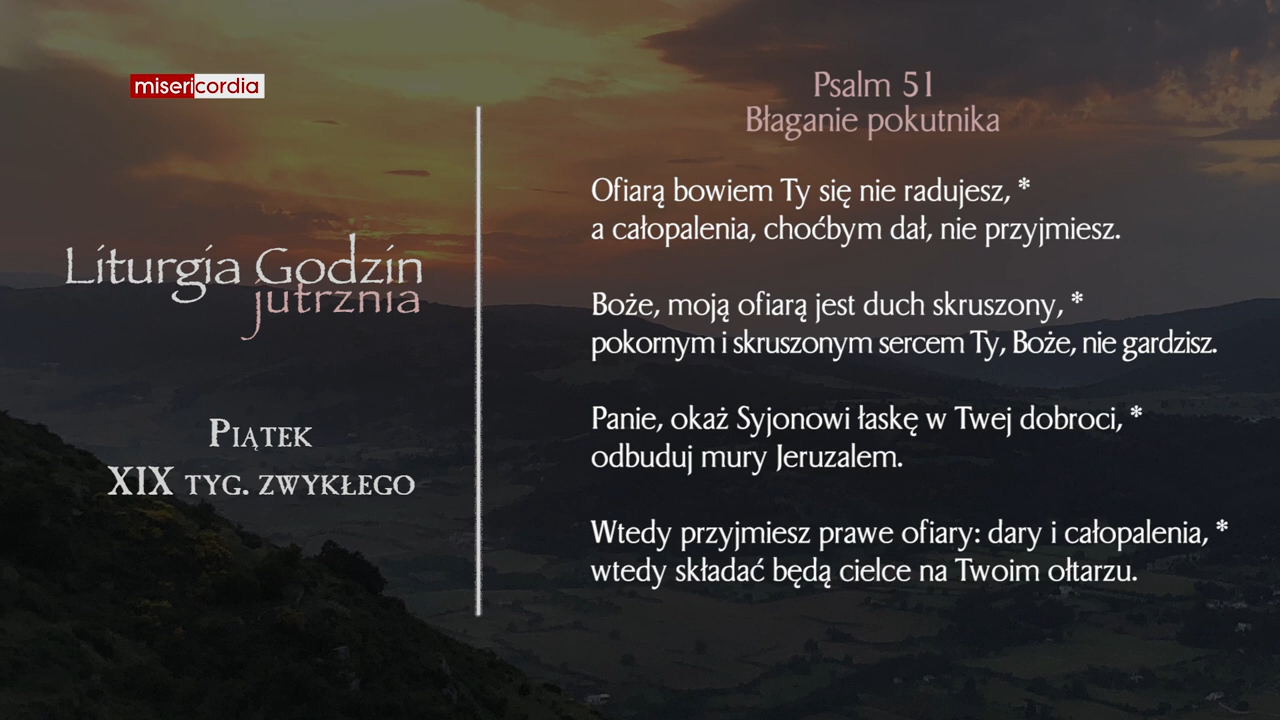 misericordia
Liturgia Godzin
jutrznia
Piątek
XIX tyg. zwykłego
Psalm 51
Błaganie pokutnika
Ofiarą bowiem Ty się nie radujesz, *
a całopalenia, choćbym dał, nie przyjmiesz.
Boże, moją ofiarą jest duch skruszony, *
pokornym i skruszonym sercem Ty, Boże, nie gardzisz.
Panie, okaż Syjonowi łaskę w Twej dobroci, *
odbuduj mury Jeruzalem.
Wtedy przyjmiesz prawe ofiary: dary i całopalenia, *
wtedy składać będą cielce na Twoim ołtarzu.